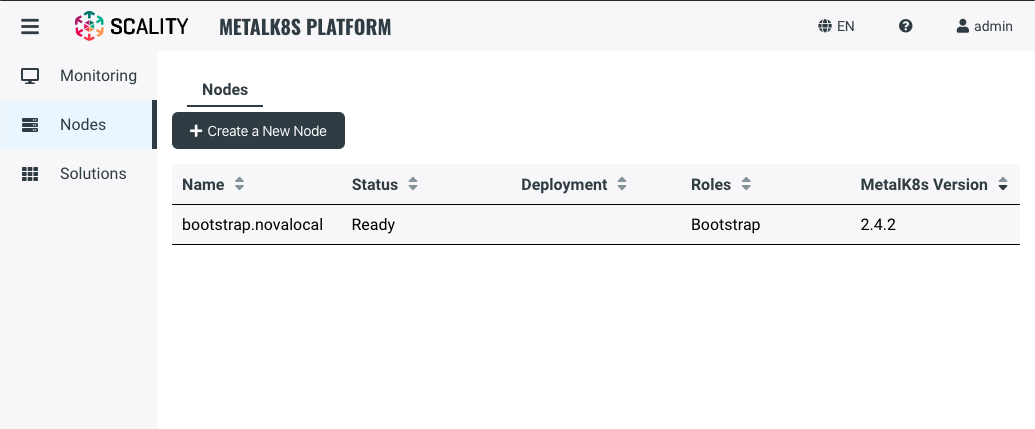 SCALITY METALK8S PLATFORM EN admin
Monitoring
Nodes
Solutions
Nodes
Create a New Node
Name Status Deployment Roles MetalK8s Version
bootstrap.novalocal Ready Bootstrap 2.4.2